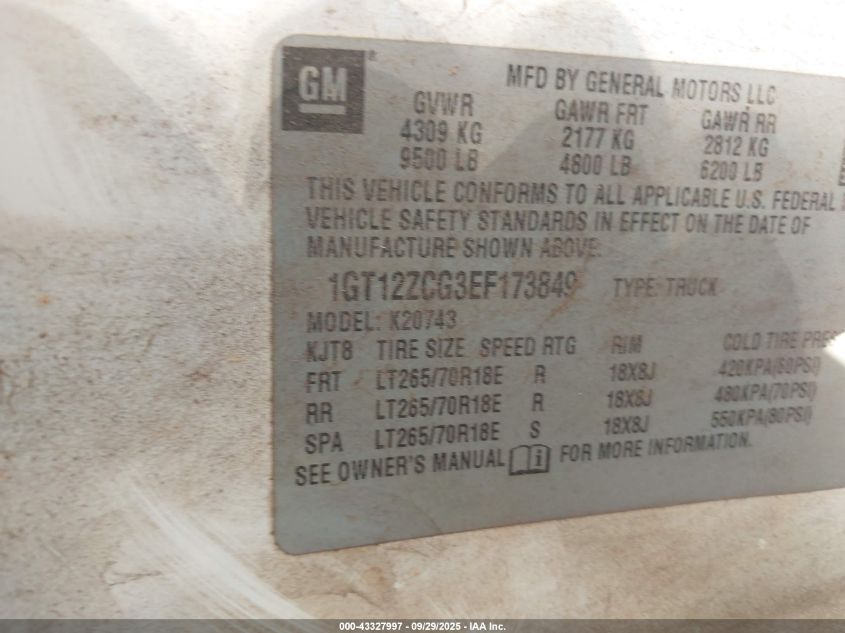 GM
MFD BY GENERAL MOTORS LLC
GVWR GAWR FRT GAWR RR
4309 KG 2177 KG 2812 KG
9500 LB 4800 LB 6200 LB
THIS VEHICLE CONFORMS TO ALL APPLICABLE U.S. FEDERAL
VEHICLE SAFETY STANDARDS IN EFFECT ON THE DATE OF
MANUFACTURE SHOWN ABOVE.
1GT12ZCG3EF173849 TYPE: TRUCK
MODEL: K20743
KJT8 TIRE SIZE SPEED RTG RIM COLD TIRE PRES
FRT LT265/70R18E R 18X8J 420KPA(60PSI)
RR LT265/70R18E R 18X8J 480KPA(70PSI)
SPA LT265/70R18E S 18X8J 550KPA(80PSI)
SEE OWNER'S MANUAL i FOR MORE INFORMATION.
000-43327997 - 09/29/2025 - IAA Inc.